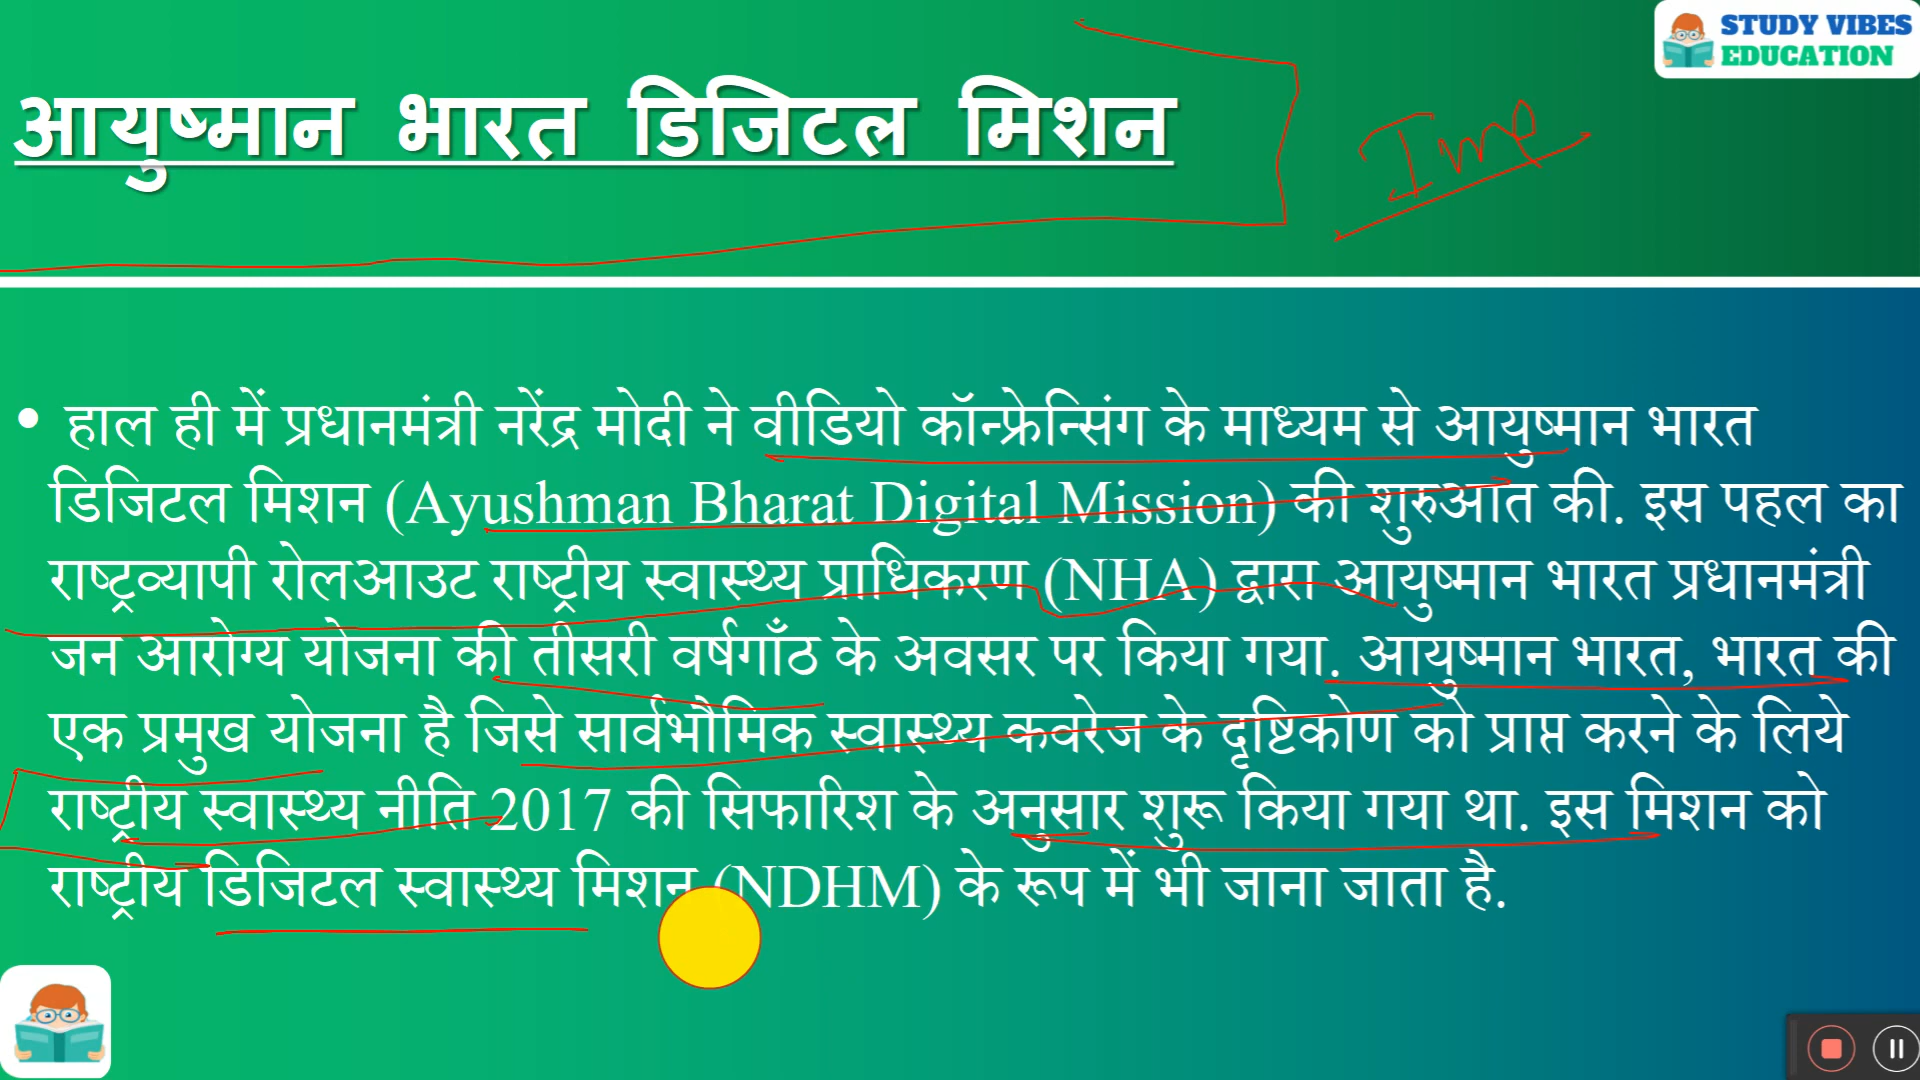 STUDY VIBES
EDUCATION
आयुष्मान भारत डिजिटल मिशन
Imp
• हाल ही में प्रधानमंत्री नरेंद्र मोदी ने वीडियो कॉन्फ्रेन्सिंग के माध्यम से आयुष्मान भारत
डिजिटल मिशन (Ayushman Bharat Digital Mission) की शुरुआत की. इस पहल का
राष्ट्रव्यापी रोलआउट राष्ट्रीय स्वास्थ्य प्राधिकरण (NHA) द्वारा आयुष्मान भारत प्रधानमंत्री
जन आरोग्य योजना की तीसरी वर्षगाँठ के अवसर पर किया गया. आयुष्मान भारत, भारत की
एक प्रमुख योजना है जिसे सार्वभौमिक स्वास्थ्य कवरेज के दृष्टिकोण को प्राप्त करने के लिये
राष्ट्रीय स्वास्थ्य नीति 2017 की सिफारिश के अनुसार शुरू किया गया था. इस मिशन को
राष्ट्रीय डिजिटल स्वास्थ्य मिशन (NDHM) के रूप में भी जाना जाता है.